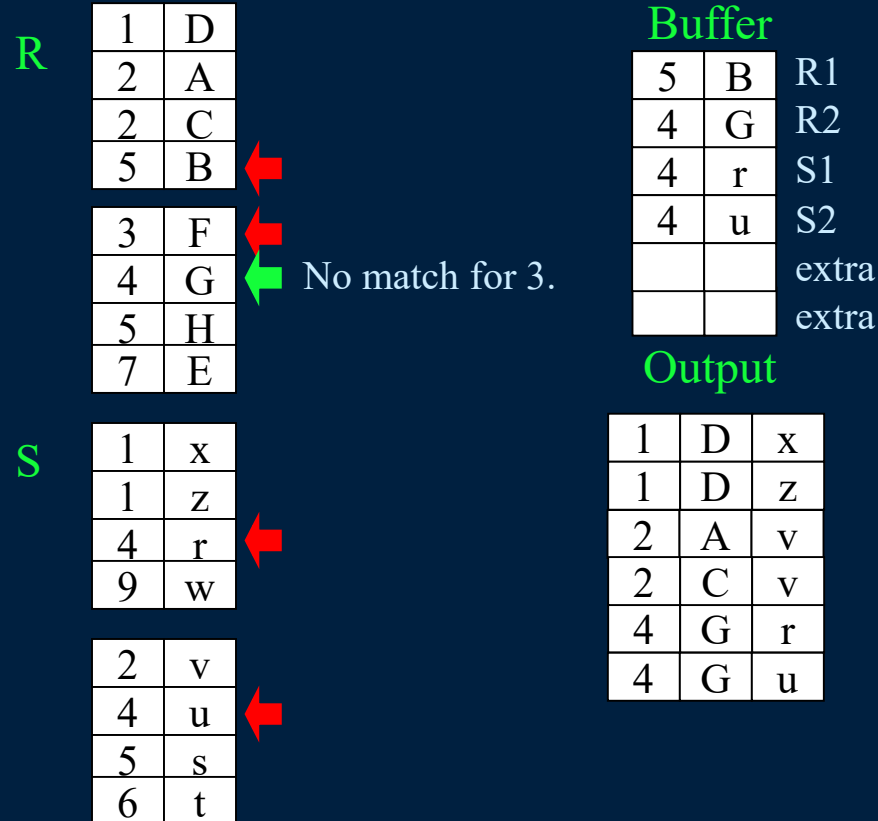 R
1 D
2 A
2 C
5 B
3 F
4 G
5 H
7 E
No match for 3.
S
1 x
1 z
4 r
9 w
2 v
4 u
5 s
6 t
Buffer
5 B R1
4 G R2
4 r S1
4 u S2
extra
extra
Output
1 D x
1 D z
2 A v
2 C v
4 G r
4 G u